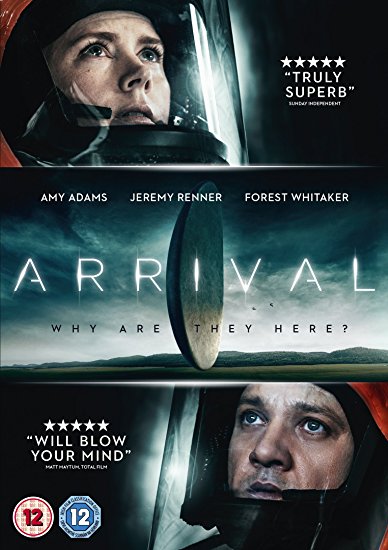 ★★★★★
"TRULY
SUPERB"
SUNDAY INDEPENDENT
AMY ADAMS JEREMY RENNER FOREST WHITAKER
ARRIVAL
WHY ARE THEY HERE?
★★★★★
"WILL BLOW
YOUR MIND"
MATT MAYTUM, TOTAL FILM
12 12